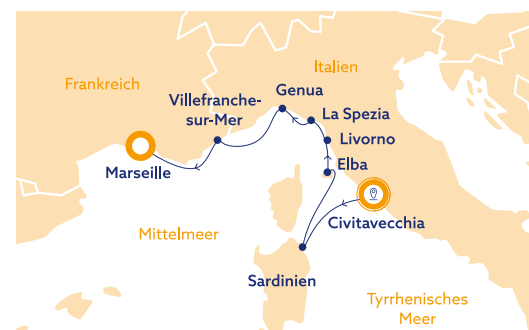 Italien
Frankreich
Genua
Villefranche-
sur-Mer
La Spezia
Livorno
Elba
Marseille
Civitavecchia
Mittelmeer
Sardinien
Tyrrhenisches
Meer